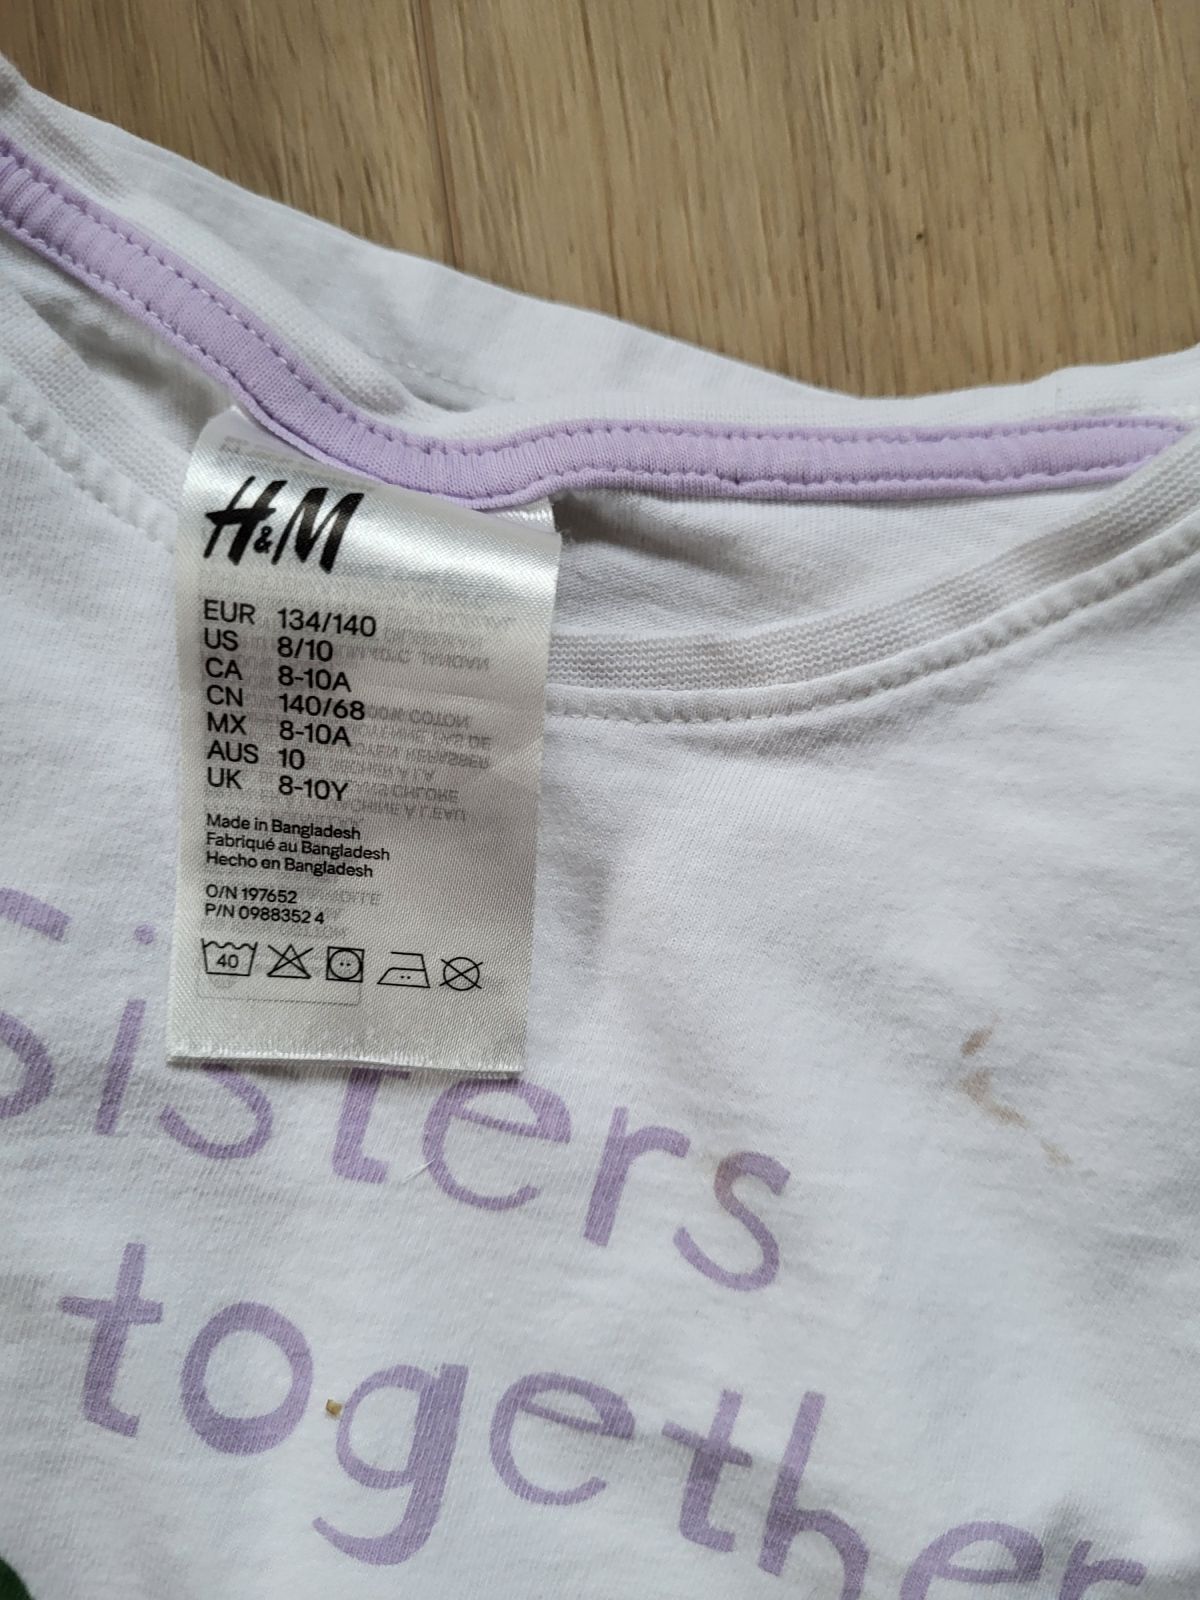 H&M
EUR 134/140
US 8/10
CA 8-10A
CN 140/68
MX 8-10A
AUS 10
UK 8-10Y
Made in Bangladesh
Fabriqué au Bangladesh
Hecho en Bangladesh
O/N 197652
P/N 0988352 4
40
Sisters
together